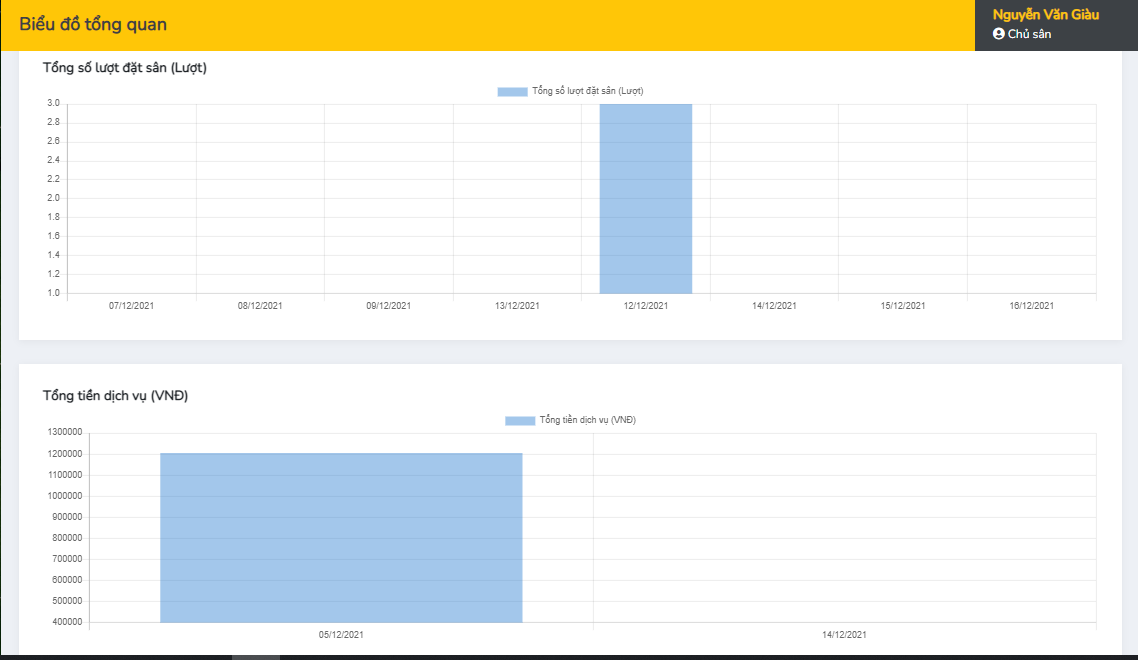 Biểu đồ tổng quan
Nguyễn Văn Giàu
Chủ sân
Tổng số lượt đặt sân (Lượt)
Tổng số lượt đặt sân (Lượt)
3.0
2.8
2.6
2.4
2.2
2.0
1.8
1.6
1.4
1.2
1.0
07/12/2021 08/12/2021 09/12/2021 13/12/2021 12/12/2021 14/12/2021 15/12/2021 16/12/2021
Tổng tiền dịch vụ (VNĐ)
Tổng tiền dịch vụ (VNĐ)
1300000
1200000
1100000
1000000
900000
800000
700000
600000
500000
400000
05/12/2021 14/12/2021